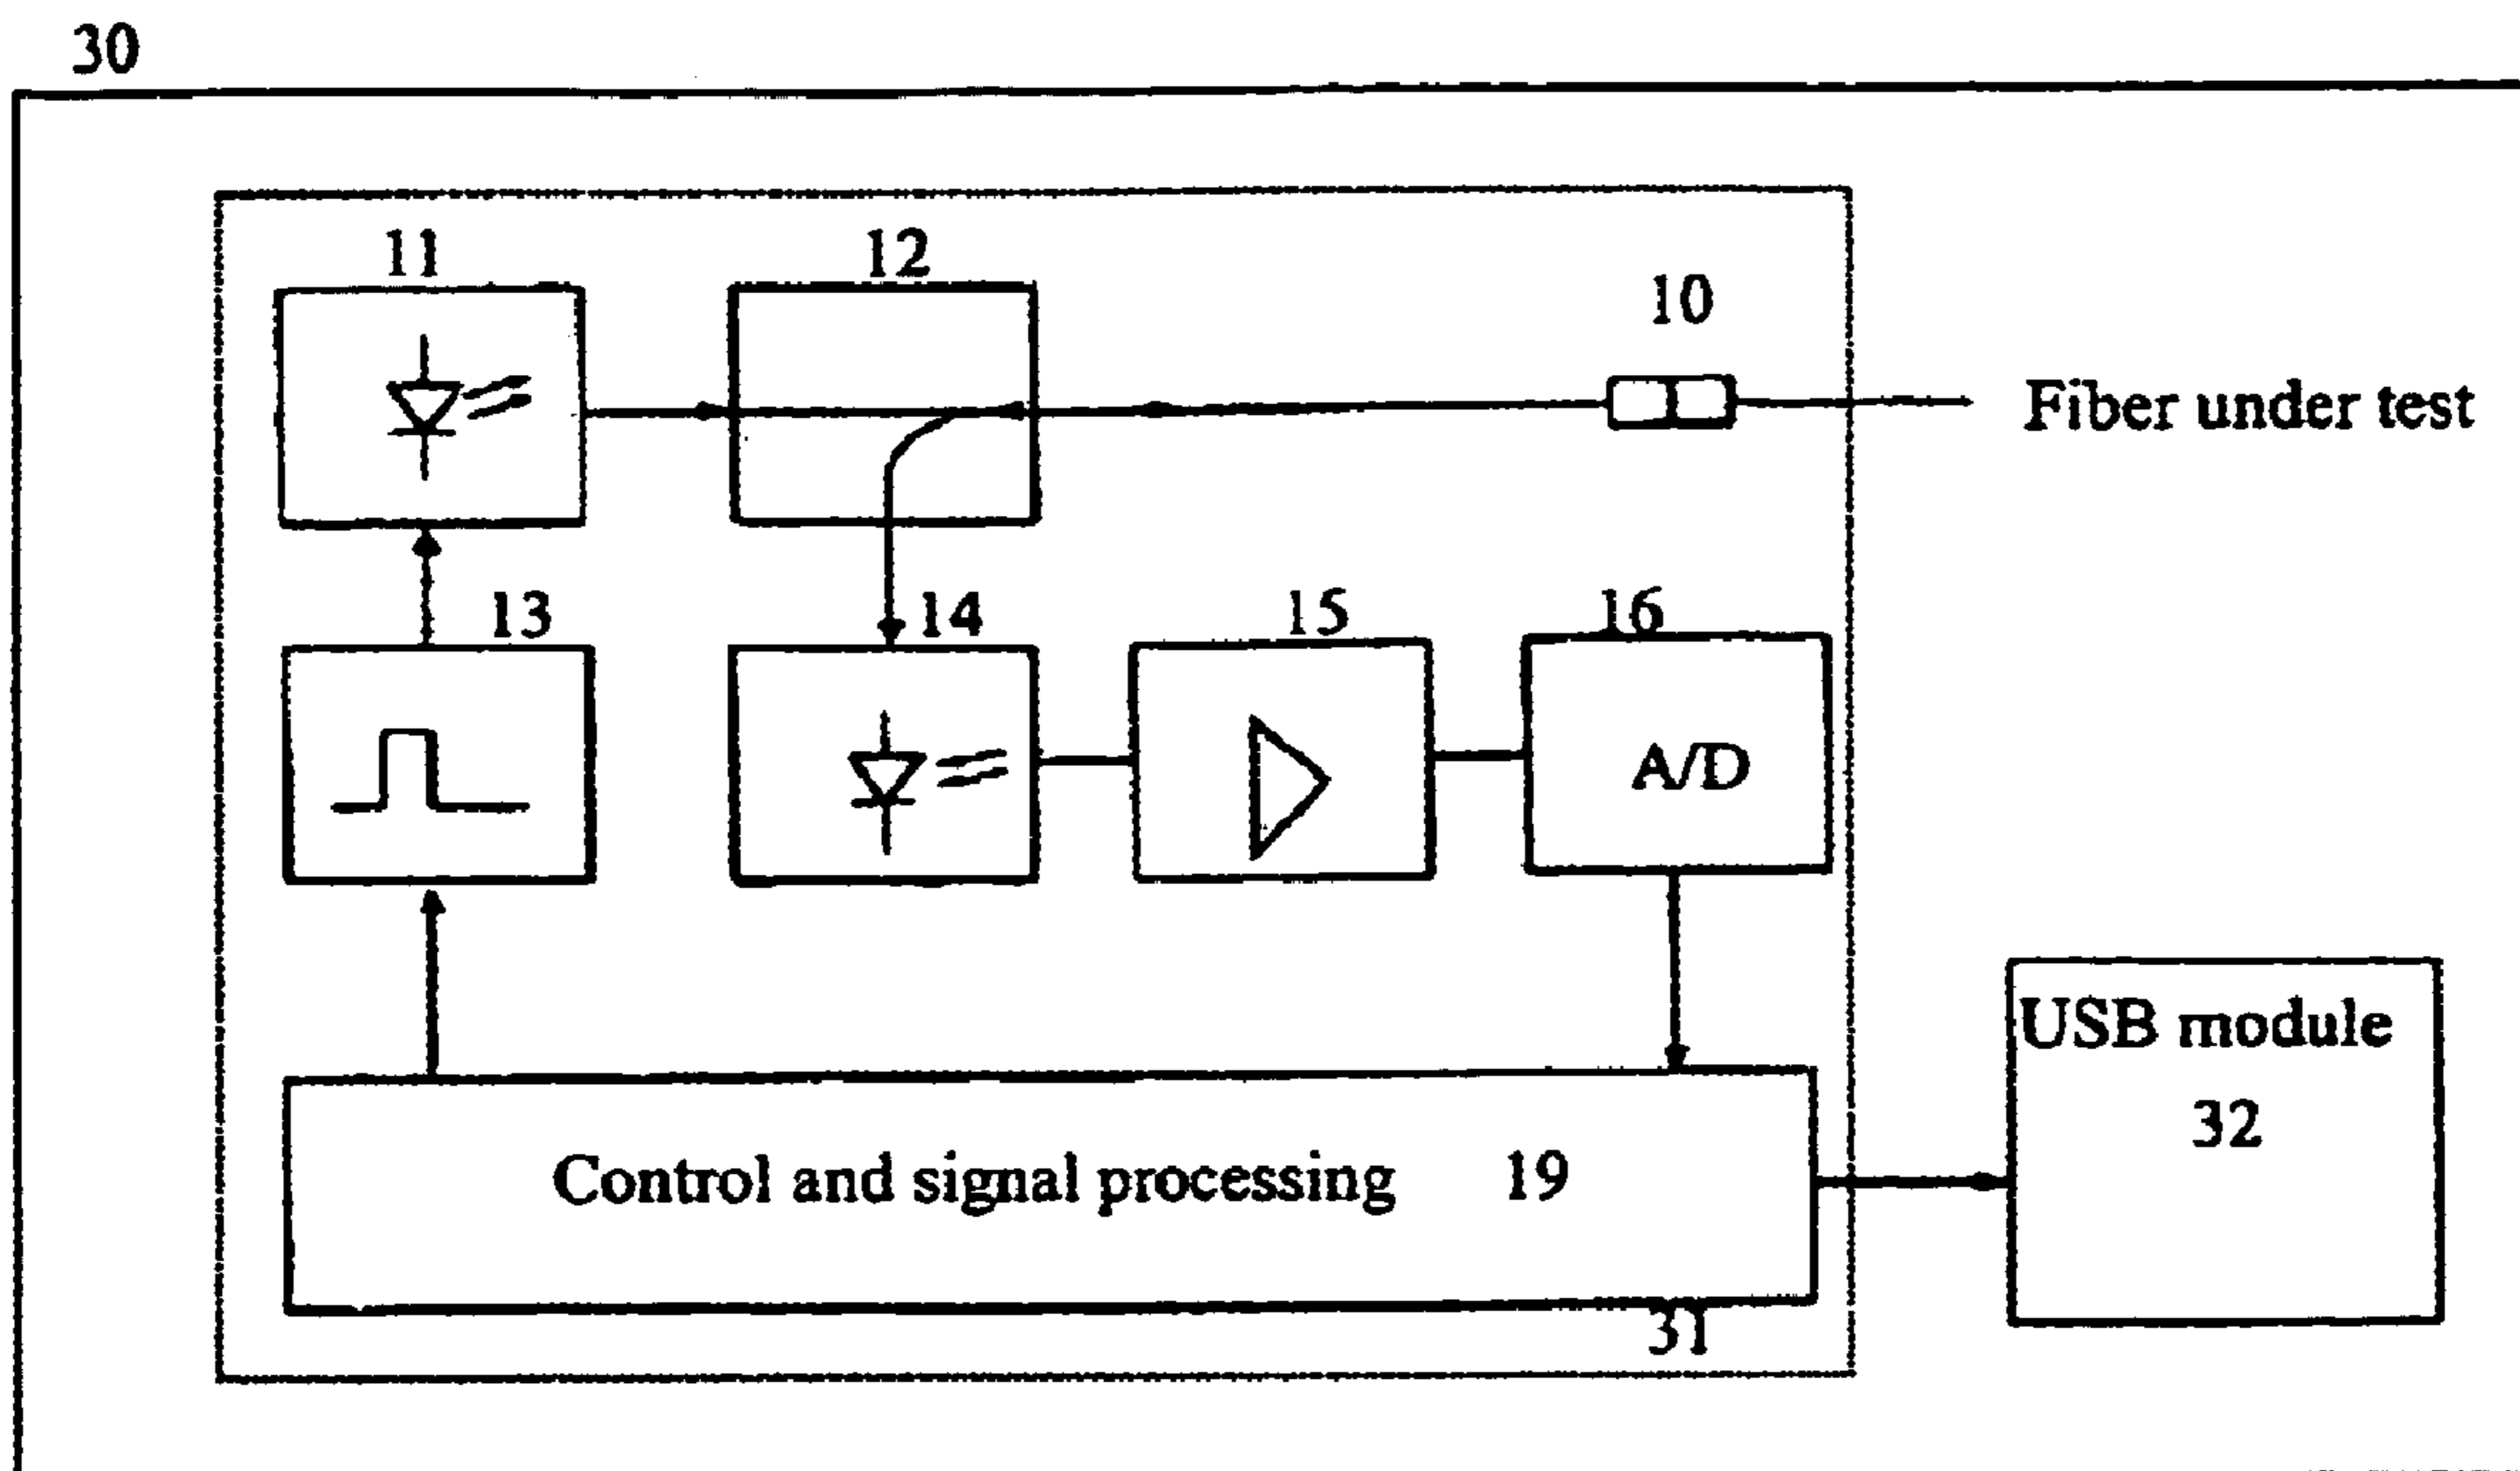 30
11
12
10
Fiber under test
13
14
15
16
A/D
USB module
32
Control and signal processing 19
31